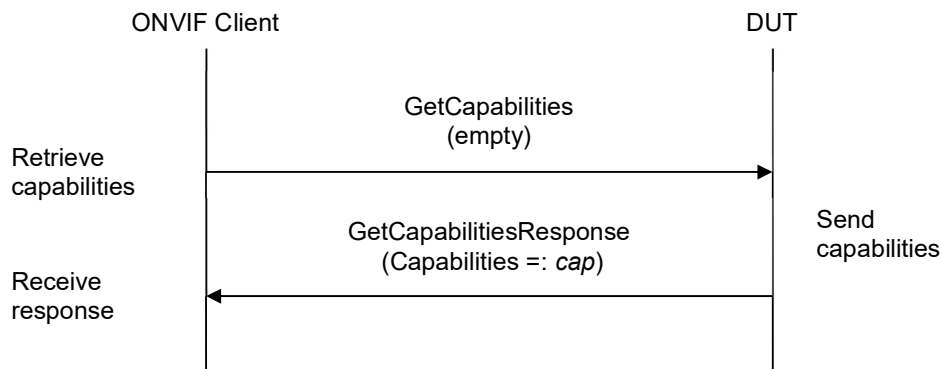 ONVIF Client
DUT
GetCapabilities
(empty)
Retrieve
capabilities
Send
capabilities
GetCapabilitiesResponse
(Capabilities =: cap)
Receive
response